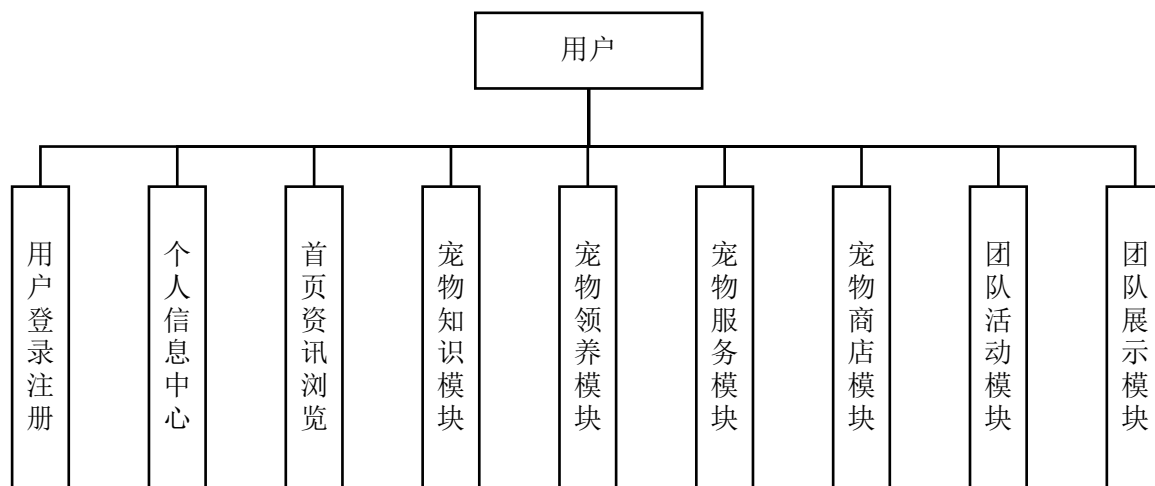 用户
用户登录注册
个人信息中心
首页资讯浏览
宠物知识模块
宠物领养模块
宠物服务模块
宠物商店模块
团队活动模块
团队展示模块